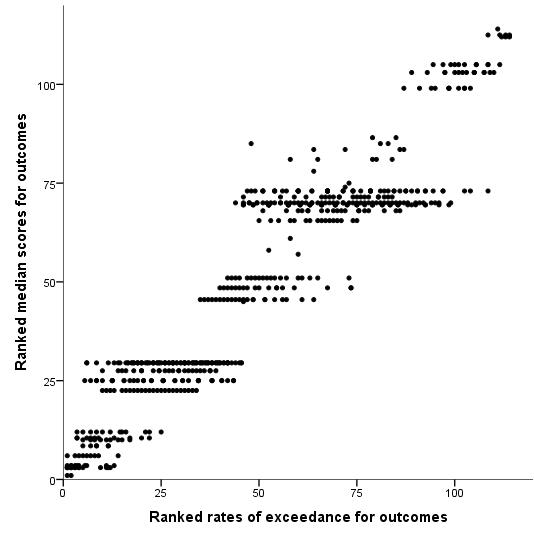 Ranked median scores for outcomes
100
75
50
25
0
0 25 50 75 100
Ranked rates of exceedance for outcomes